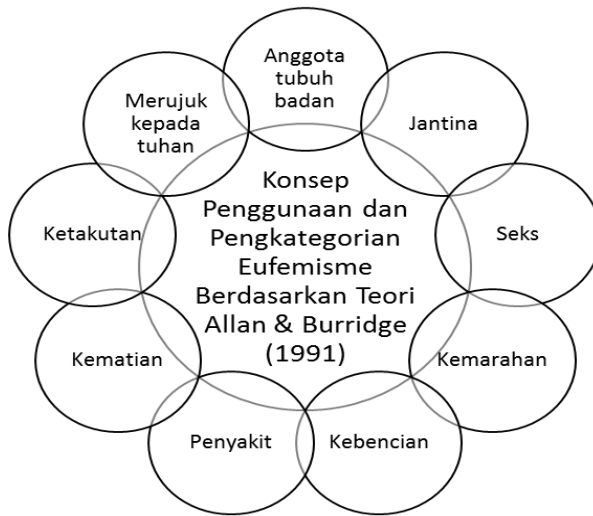 Anggota
tubuh
badan
Jantina
Seks
Kemarahan
Kebencian
Penyakit
Kematian
Ketakutan
Merujuk
kepada
tuhan
Konsep
Penggunaan dan
Pengkategorian
Eufemisme
Berdasarkan Teori
Allan & Burridge
(1991)